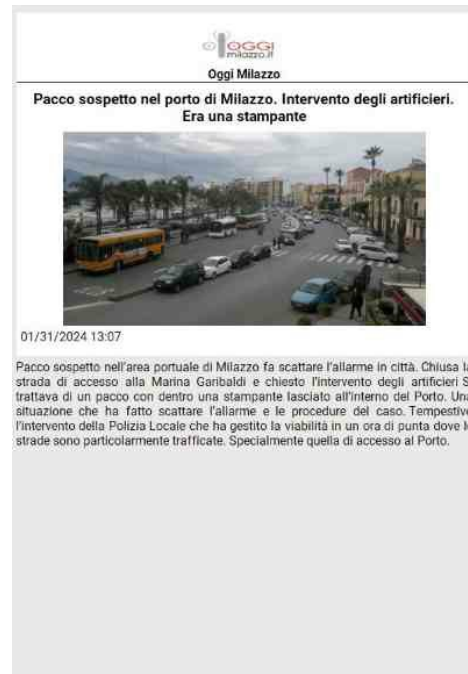 OGGI
milazzo.it
Oggi Milazzo
Pacco sospetto nel porto di Milazzo. Intervento degli artificieri.
Era una stampante
01/31/2024 13:07
Pacco sospetto nell'area portuale di Milazzo fa scattare l'allarme in città. Chiusa la
strada di accesso alla Marina Garibaldi e chiesto l'intervento degli artificieri S
trattava di un pacco con dentro una stampante lasciato all'interno del Porto. Una
situazione che ha fatto scattare l'allarme e le procedure del caso. Tempestivo
l'intervento della Polizia Locale che ha gestito la viabilità in un ora di punta dove l
strade sono particolarmente trafficate. Specialmente quella di accesso al Porto.